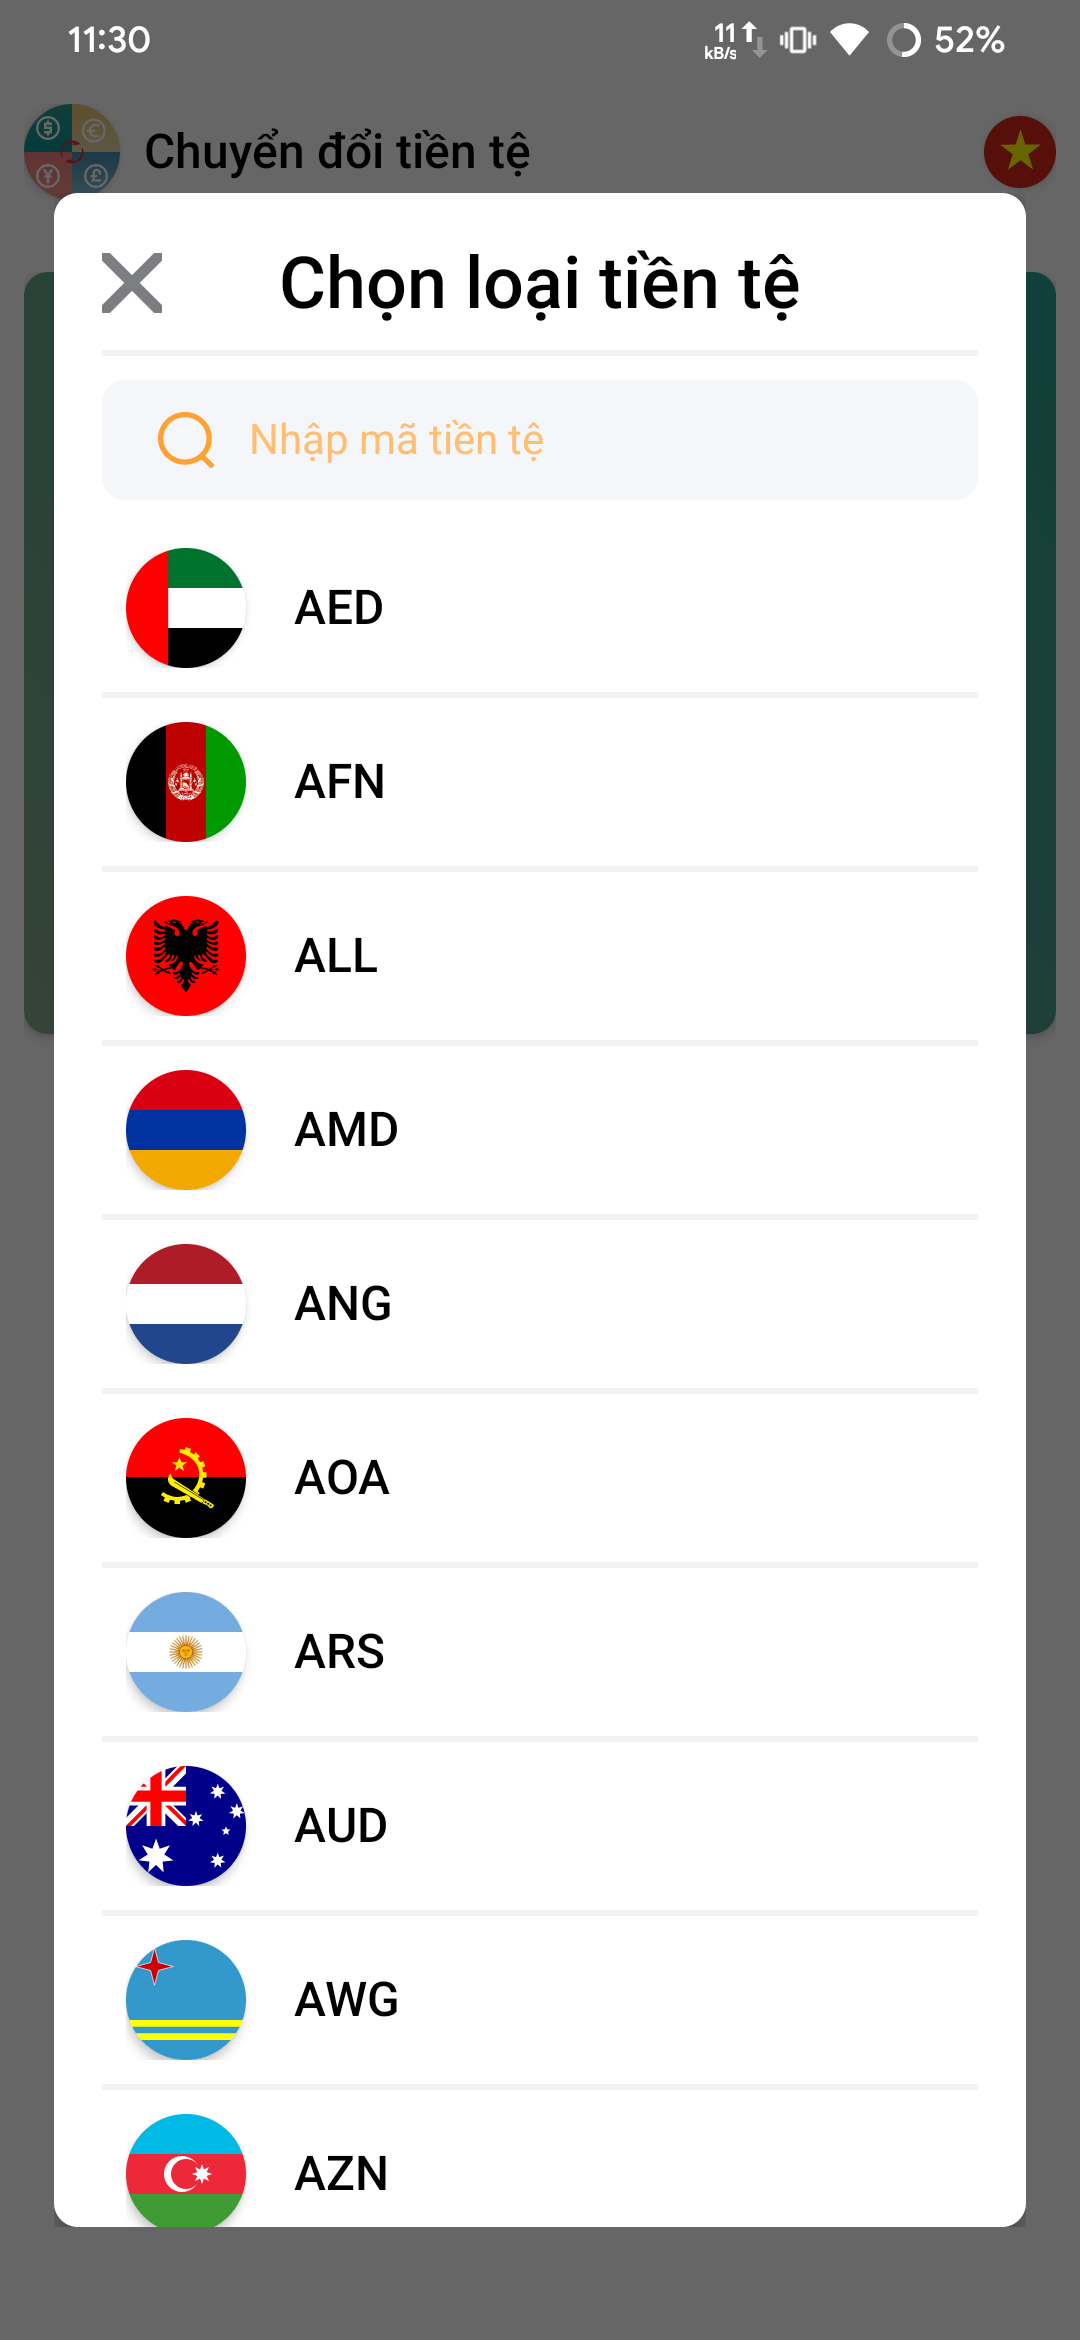 11:30
11
kB/s
52%
Chuyển đổi tiền tệ
Chọn loại tiền tệ
Nhập mã tiền tệ
AED
AFN
ALL
AMD
ANG
AOA
ARS
AUD
AWG
AZN